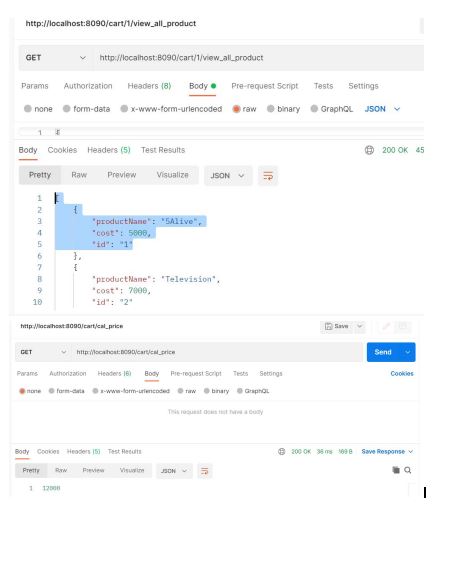 http://localhost:8090/cart/1/view_all_product
GET http://localhost:8090/cart/1/view_all_product
Params Authorization Headers (8) Body Pre-request Script Tests Settings
none form-data x-www-form-urlencoded raw binary GraphQL JSON
1
Body Cookies Headers (5) Test Results 200 OK 45
Pretty Raw Preview Visualize JSON
1 [
2 {
3 "productName": "5Alive",
4 "cost": 5000,
5 "id": "1"
6 },
7 {
8 "productName": "Television",
9 "cost": 7000,
10 "id": "2"
http://localhost:8090/cart/cal_price Save
GET http://localhost:8090/cart/cal_price Send
Params Authorization Headers (6) Body Pre-request Script Tests Settings Cookies
none form-data x-www-form-urlencoded raw binary GraphQL
This request does not have a body
Body Cookies Headers (5) Test Results 200 OK 36 ms 169 B Save Response
Pretty Raw Preview Visualize JSON
1 12000